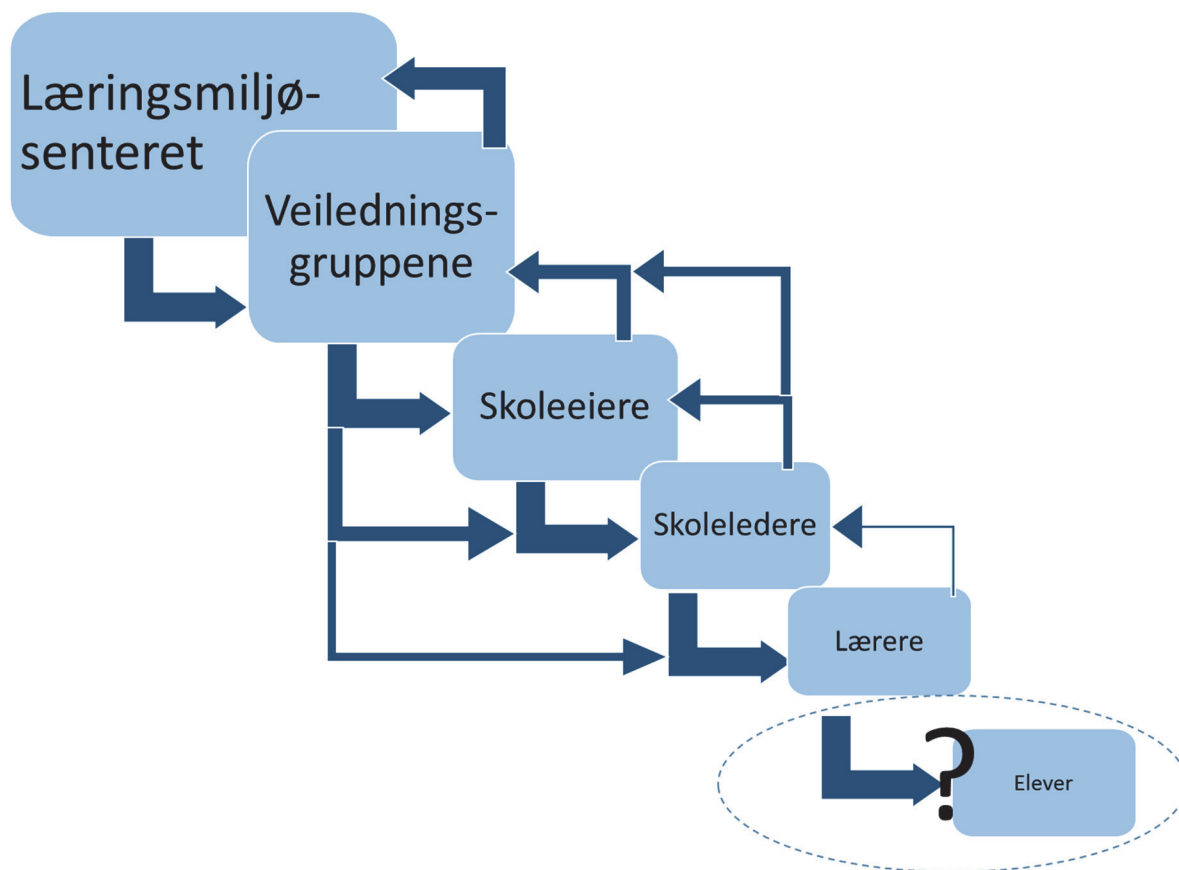 Læringsmiljø-
senteret
Veilednings-
gruppene
Skoleeiere
Skoleledere
Lærere
?
Elever